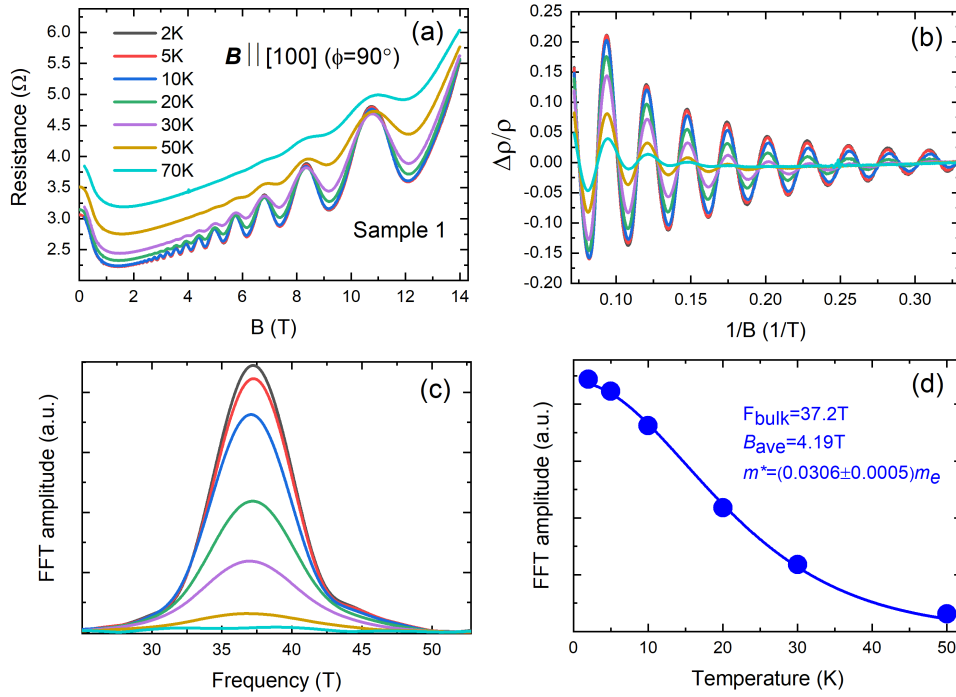 (a)
B || [100] (ϕ=90°)
2K
5K
10K
20K
30K
50K
70K
Sample 1
6.0
5.5
5.0
4.5
4.0
3.5
3.0
2.5
Resistance (Ω)
0 2 4 6 8 10 12 14
B (T)
(b)
0.25
0.20
0.15
0.10
0.05
0.00
-0.05
-0.10
-0.15
-0.20
Δρ/ρ
0.10 0.15 0.20 0.25 0.30
1/B (1/T)
(c)
FFT amplitude (a.u.)
30 35 40 45 50
Frequency (T)
(d)
F_bulk=37.2T
B_ave=4.19T
m*=(0.0306±0.0005)m_e
FFT amplitude (a.u.)
0 10 20 30 40 50
Temperature (K)